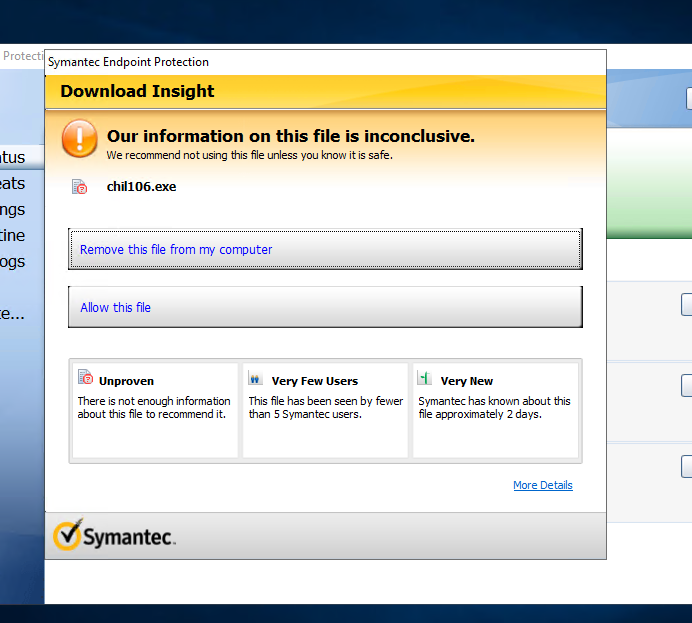 Protecti
Symantec Endpoint Protection
Download Insight
Our information on this file is inconclusive.
We recommend not using this file unless you know it is safe.
chil106.exe
Remove this file from my computer
Allow this file
Unproven
There is not enough information
about this file to recommend it.
Very Few Users
This file has been seen by fewer
than 5 Symantec users.
Very New
Symantec has known about this
file approximately 2 days.
More Details
Symantec.
tus
eats
ngs
tine
ogs
e...